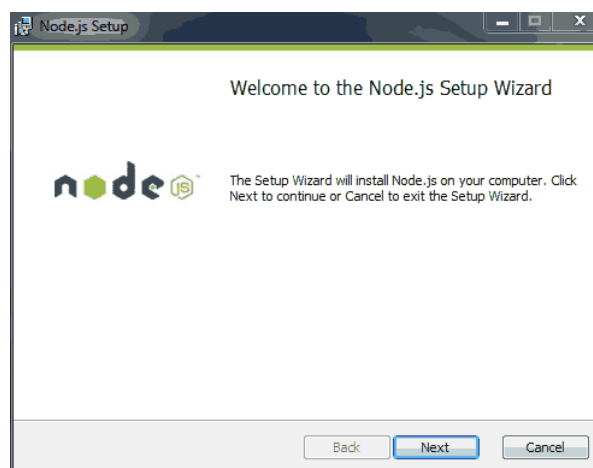 Node.js Setup
Welcome to the Node.js Setup Wizard
node JS™
The Setup Wizard will install Node.js on your computer. Click
Next to continue or Cancel to exit the Setup Wizard.
Back Next Cancel